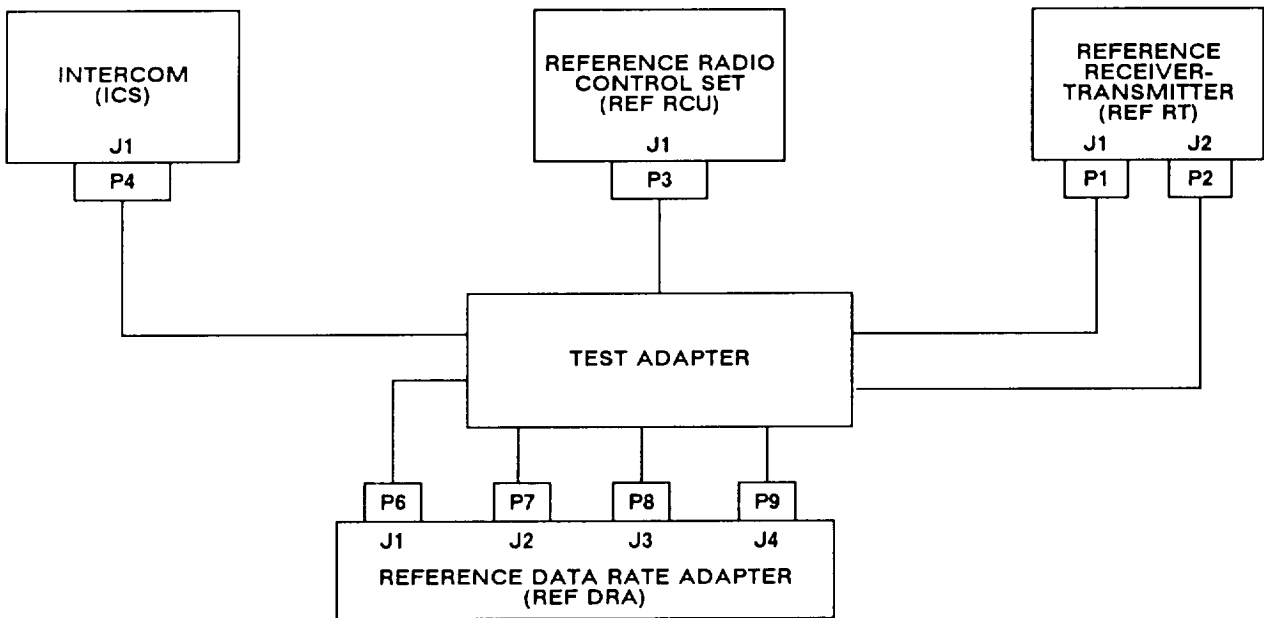 INTERCOM
(ICS)
J1
P4
REFERENCE RADIO
CONTROL SET
(REF RCU)
J1
P3
REFERENCE
RECEIVER-
TRANSMITTER
(REF RT)
J1 J2
P1 P2
TEST ADAPTER
P6 P7 P8 P9
J1 J2 J3 J4
REFERENCE DATA RATE ADAPTER
(REF DRA)